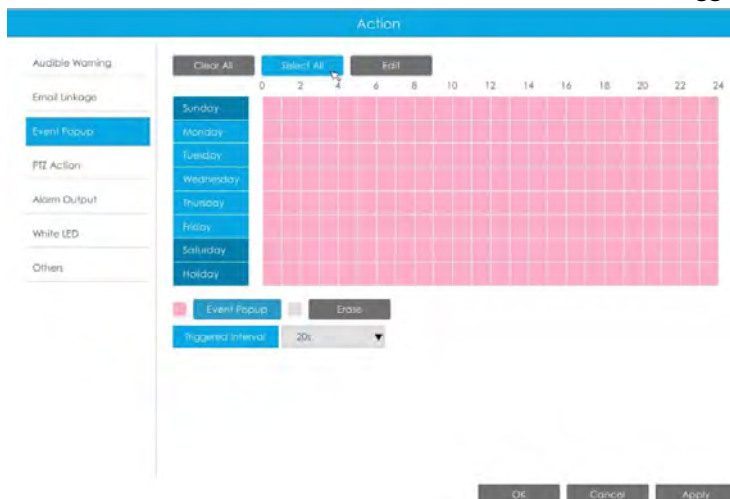 Action
Audible Warning
Email Linkage
Event Popup
PTZ Action
Alarm Output
White LED
Others
Clear All Select All Edit
0 2 4 6 8 10 12 14 16 18 20 22 24
Sunday
Monday
Tuesday
Wednesday
Thursday
Friday
Saturday
Holiday
Event Popup Erase
Triggered Interval 20s
OK Cancel Apply